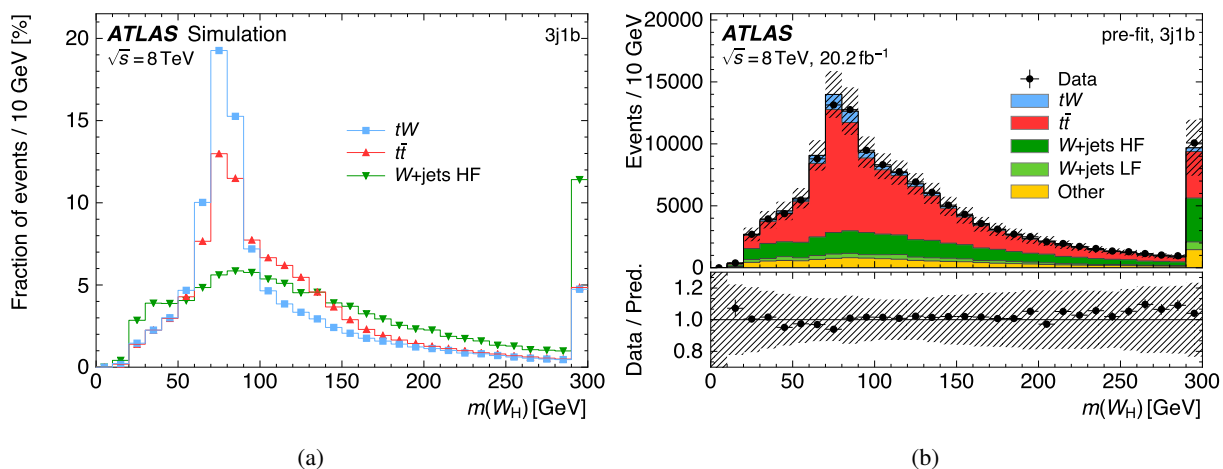 ATLAS Simulation 3j1b
√s = 8 TeV
tW
tt̄
W+jets HF
Fraction of events / 10 GeV [%]
20
15
10
5
0
0 50 100 150 200 250 300
m(W_H) [GeV]
(a)
ATLAS pre-fit, 3j1b
√s = 8 TeV, 20.2 fb⁻¹
Data
tW
tt̄
W+jets HF
W+jets LF
Other
Events / 10 GeV
20000
15000
10000
5000
0
Data / Pred.
1.2
1.0
0.8
0 50 100 150 200 250 300
m(W_H) [GeV]
(b)